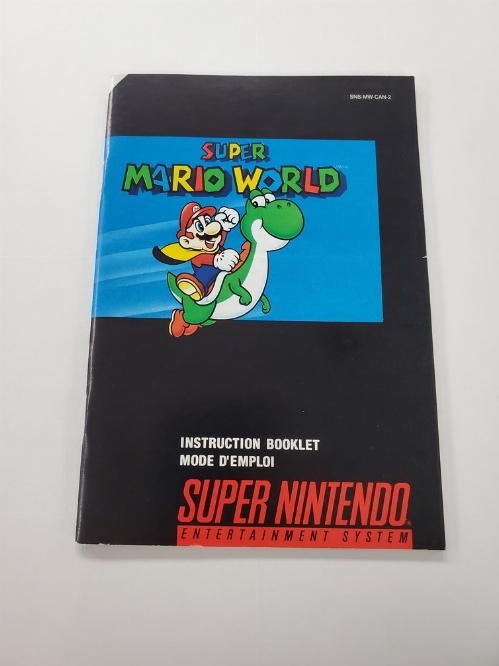 SNS-MW-CAN-2
SUPER
MARIO WORLD
INSTRUCTION BOOKLET
MODE D'EMPLOI
SUPER NINTENDO®
ENTERTAINMENT SYSTEM